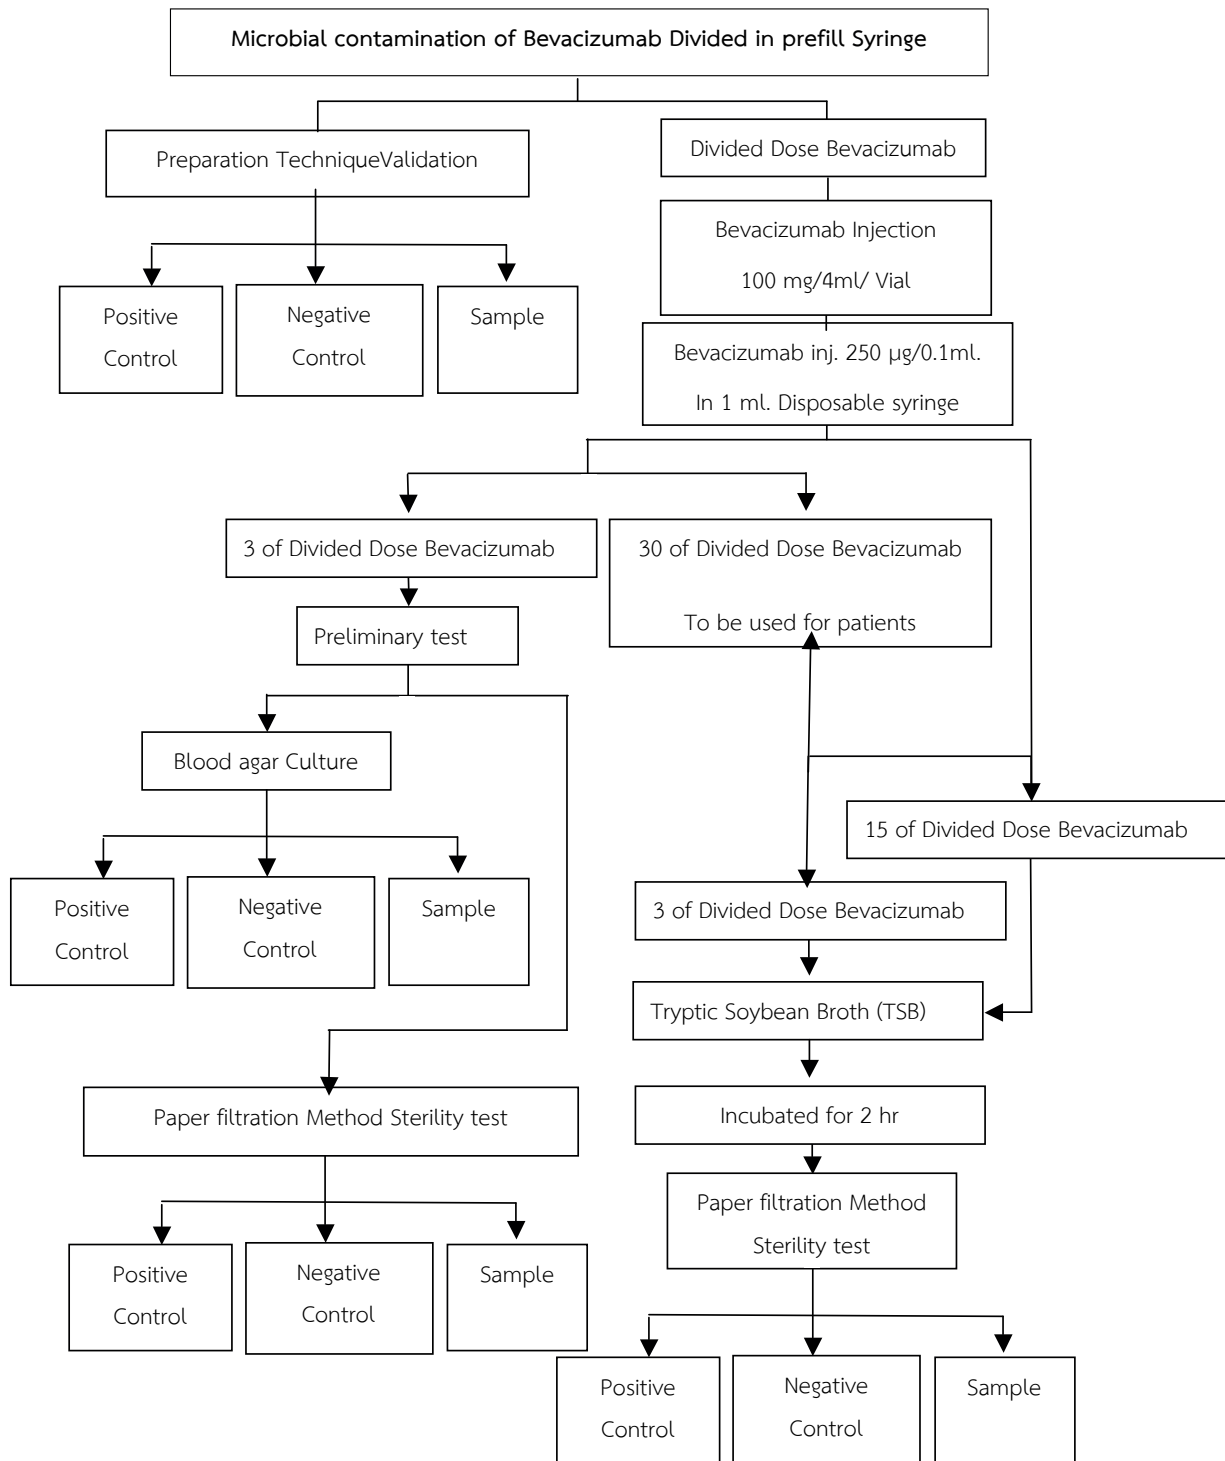 Microbial contamination of Bevacizumab Divided in prefill Syringe
Preparation TechniqueValidation
Divided Dose Bevacizumab
Bevacizumab Injection
100 mg/4ml/ Vial
Positive
Control
Negative
Control
Sample
Bevacizumab inj. 250 µg/0.1ml.
In 1 ml. Disposable syringe
3 of Divided Dose Bevacizumab
30 of Divided Dose Bevacizumab
To be used for patients
Preliminary test
Blood agar Culture
15 of Divided Dose Bevacizumab
Positive
Control
Negative
Control
Sample
3 of Divided Dose Bevacizumab
Tryptic Soybean Broth (TSB)
Paper filtration Method Sterility test
Incubated for 2 hr
Paper filtration Method
Sterility test
Positive
Control
Negative
Control
Sample
Positive
Control
Negative
Control
Sample